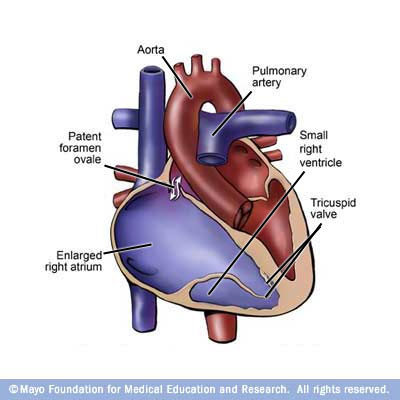 Aorta
Pulmonary
artery
Patent
foramen
ovale
Small
right
ventricle
Tricuspid
valve
Enlarged
right atrium
© Mayo Foundation for Medical Education and Research. All rights reserved.